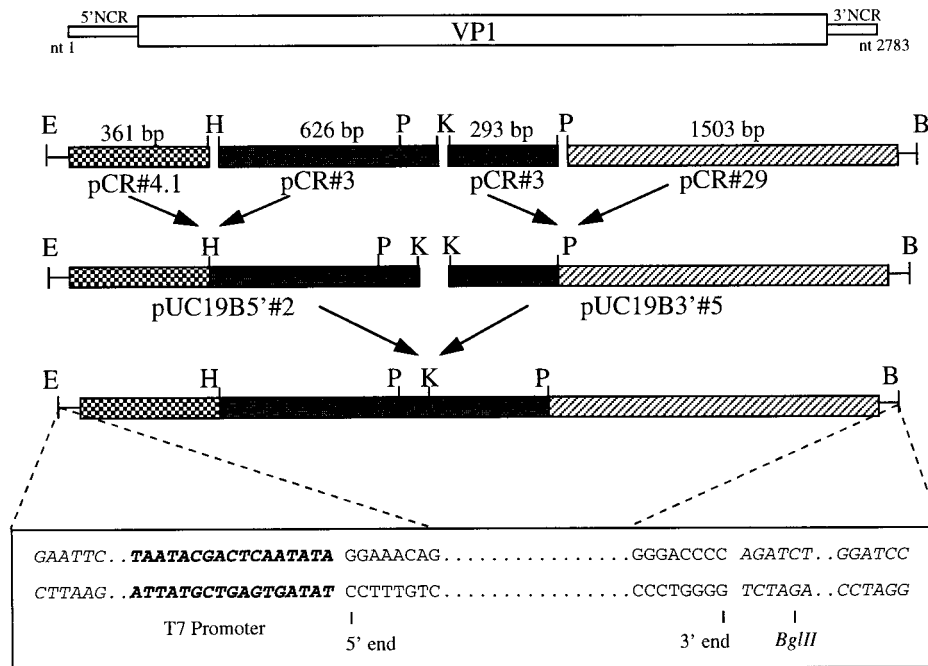 5'NCR
3'NCR
VP1
nt 1
nt 2783
E 361 bp H 626 bp P K 293 bp P 1503 bp B
pCR#4.1 pCR#3 pCR#3 pCR#29
E H P K K P B
pUC19B5'#2 pUC19B3'#5
E H P K P B
GAATTC..TAATACGACTCAATATA GGAAACAG.................GGGACCCC AGATCT..GGATCC
CTTAAG..ATTATGCTGAGTGATAT CCTTTGTC.................CCCTGGGG TCTAGA..CCTAGG
T7 Promoter
5' end
3' end
BglII